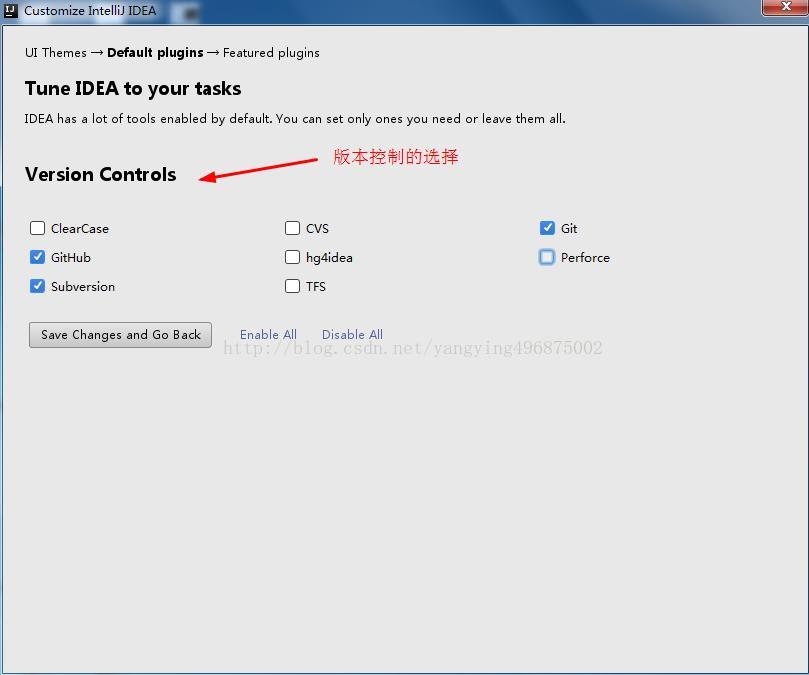 Customize IntelliJ IDEA
UI Themes → Default plugins → Featured plugins
Tune IDEA to your tasks
IDEA has a lot of tools enabled by default. You can set only ones you need or leave them all.
版本控制的选择
Version Controls
ClearCase CVS Git
GitHub hg4idea Perforce
Subversion TFS
Save Changes and Go Back Enable All Disable All
http://blog.csdn.net/yangying496875002